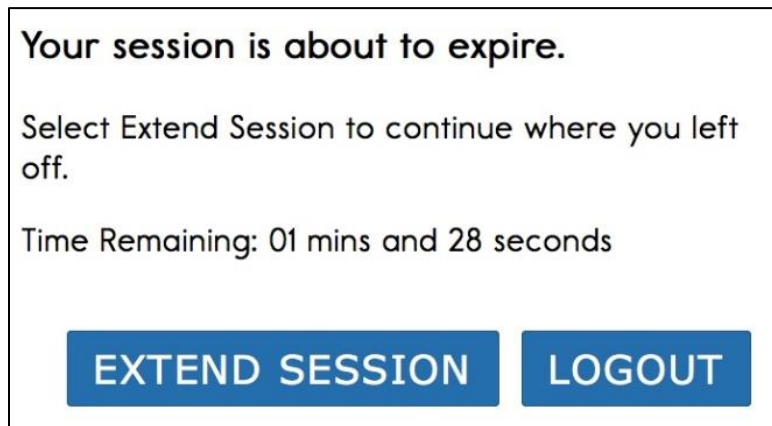 Your session is about to expire.
Select Extend Session to continue where you left
off.
Time Remaining: 01 mins and 28 seconds
EXTEND SESSION LOGOUT